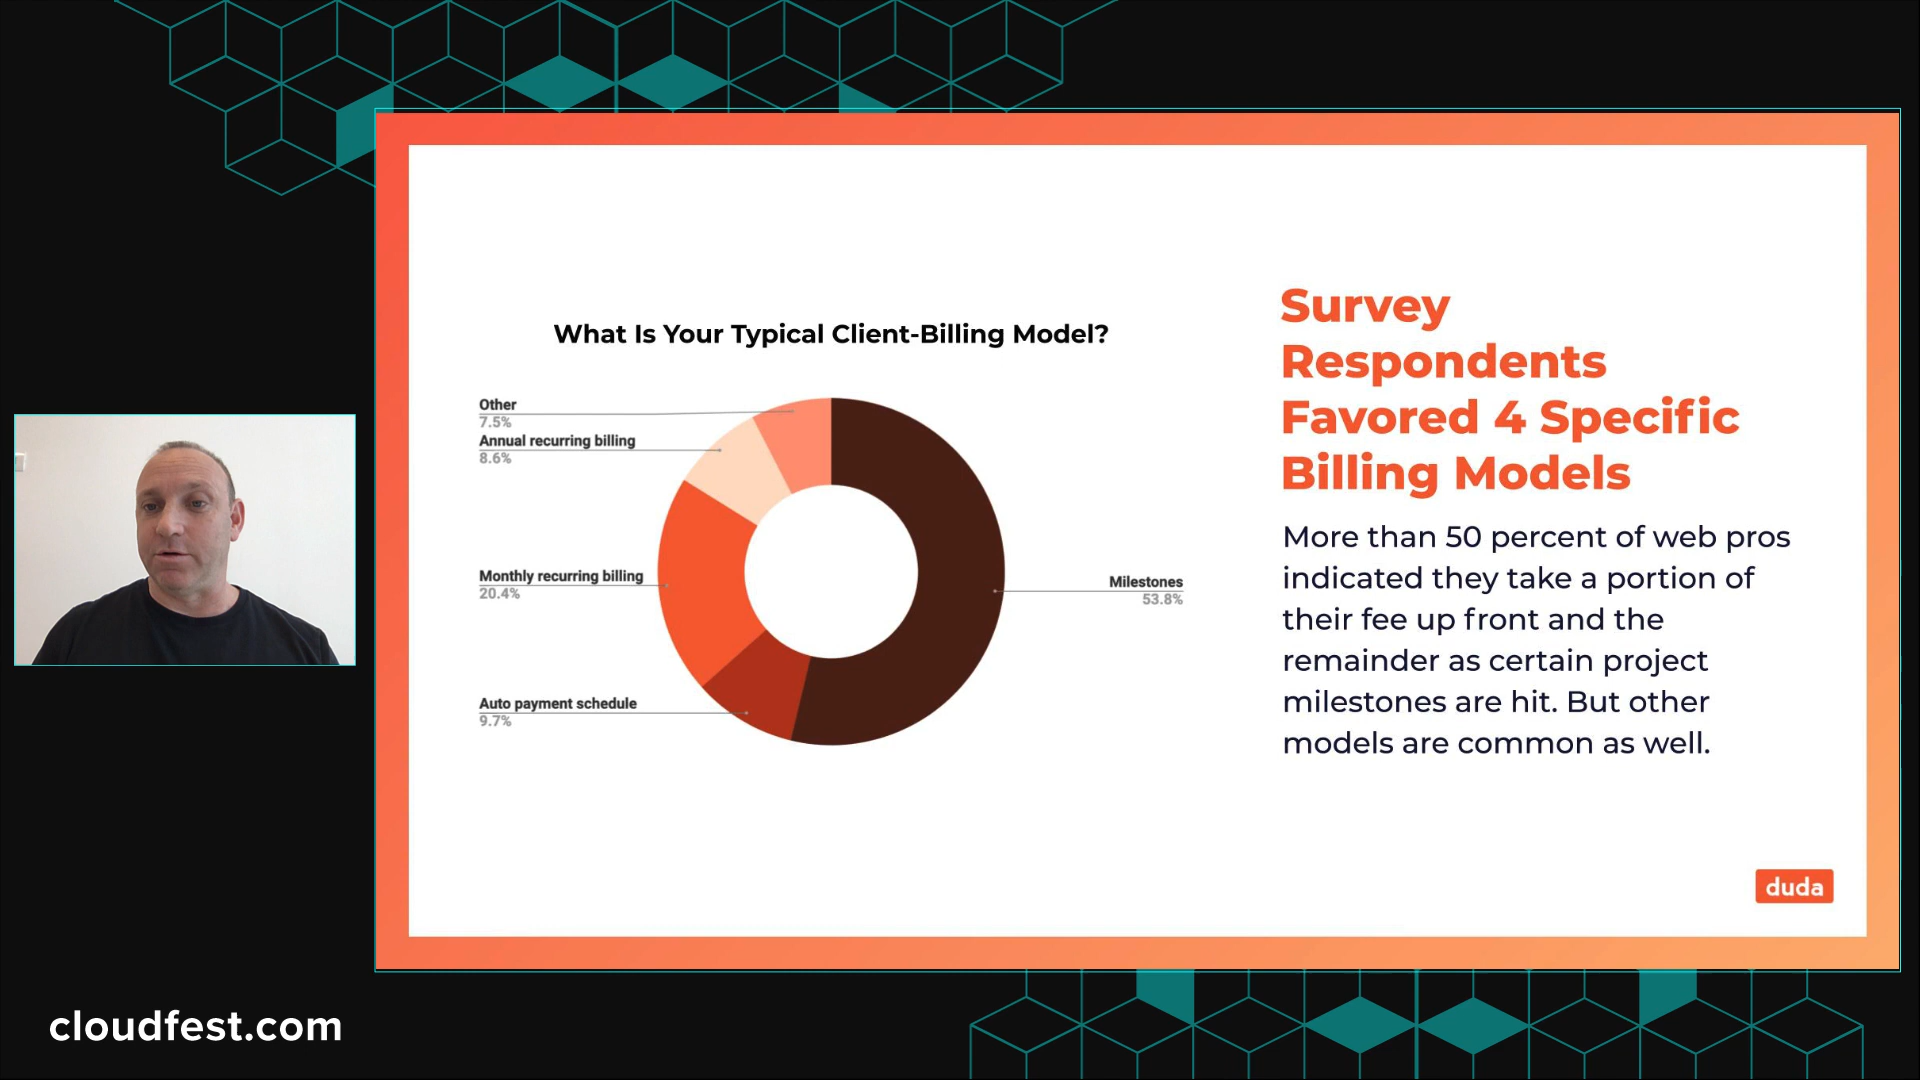 What Is Your Typical Client-Billing Model?
Other
7.5%
Annual recurring billing
8.6%
Monthly recurring billing
20.4%
Auto payment schedule
9.7%
Milestones
53.8%
Survey
Respondents
Favored 4 Specific
Billing Models
More than 50 percent of web pros
indicated they take a portion of
their fee up front and the
remainder as certain project
milestones are hit. But other
models are common as well.
duda
cloudfest.com